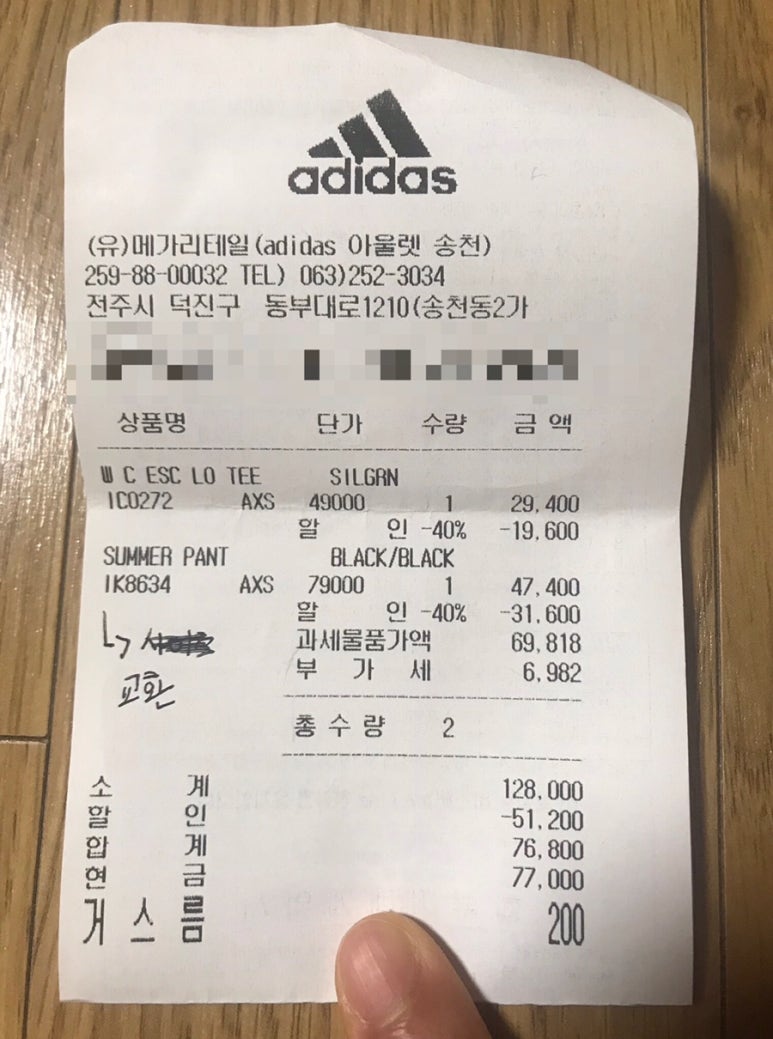 adidas
(유)메가리테일(adidas 아울렛 송천)
259-88-00032 TEL) 063)252-3034
전주시 덕진구 동부대로1210(송천동2가
상품명 단가 수량 금 액
W C ESC LO TEE SILGRN
IC0272 AXS 49000 1 29,400
할 인 -40% -19,600
SUMMER PANT BLACK/BLACK
IK8634 AXS 79000 1 47,400
할 인 -40% -31,600
과세물품가액 69,818
부 가 세 6,982
교환
총 수 량 2
소 계 128,000
할 인 -51,200
합 계 76,800
현 금 77,000
거 스 름 200